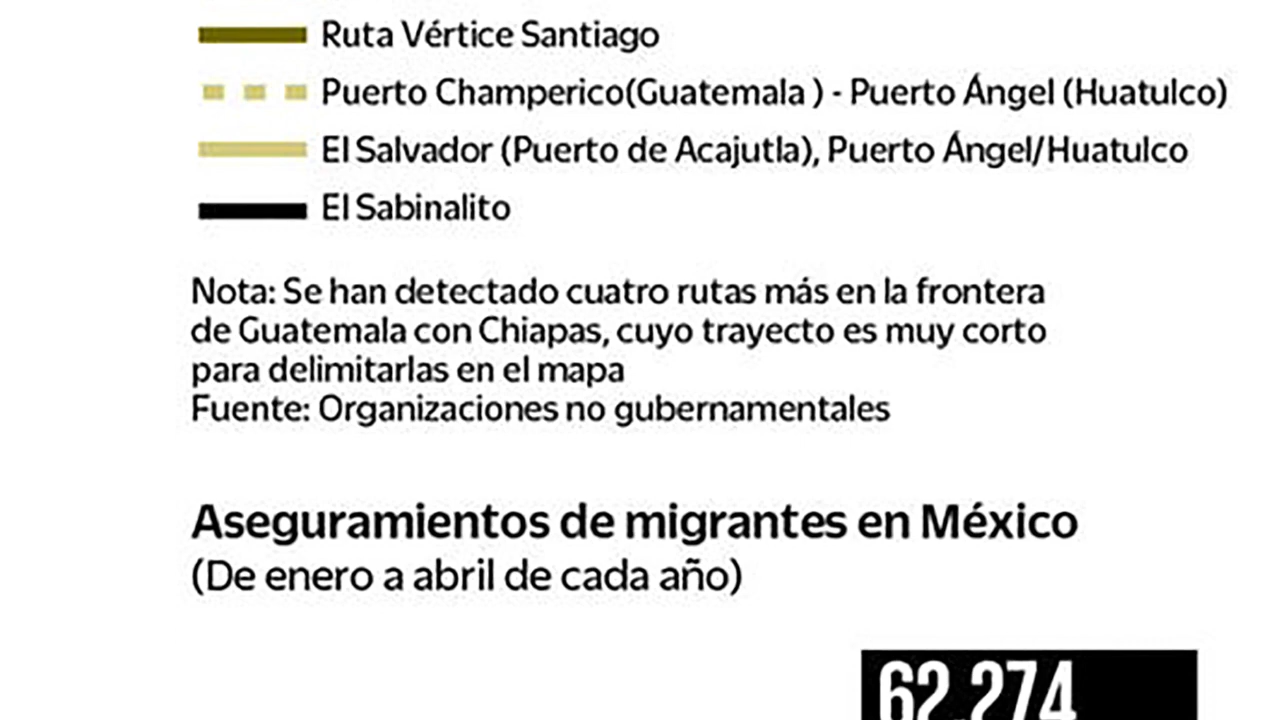 Ruta Vértice Santiago
Puerto Champerico(Guatemala ) - Puerto Ángel (Huatulco)
El Salvador (Puerto de Acajutla), Puerto Ángel/Huatulco
El Sabinalito
Nota: Se han detectado cuatro rutas más en la frontera
de Guatemala con Chiapas, cuyo trayecto es muy corto
para delimitarlas en el mapa
Fuente: Organizaciones no gubernamentales
Aseguramientos de migrantes en México
(De enero a abril de cada año)
62,274